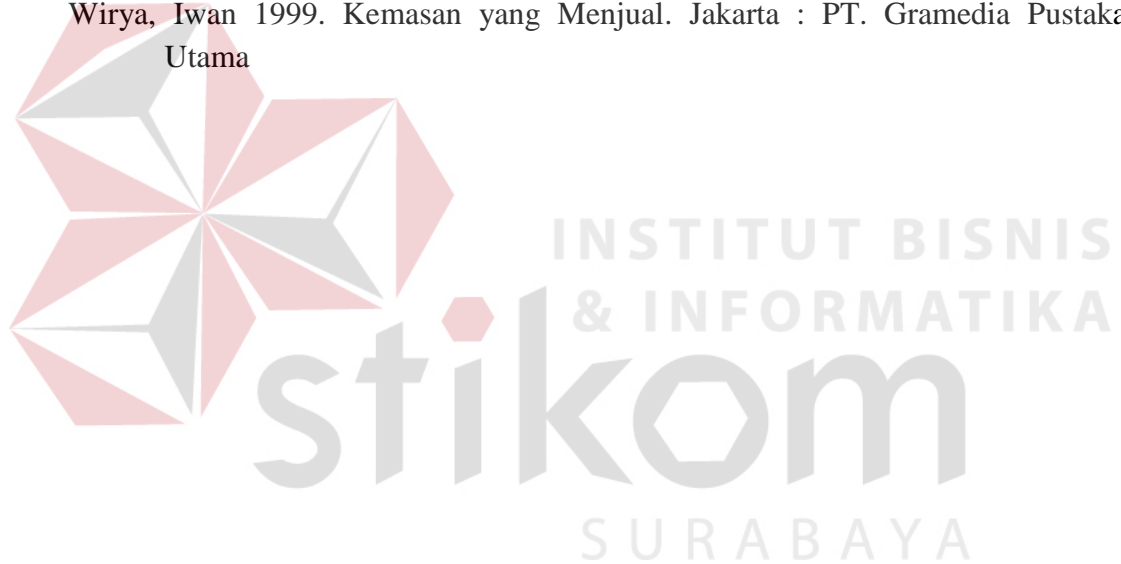 Wirya, Iwan 1999. Kemasan yang Menjual. Jakarta : PT. Gramedia Pustaka
Utama
INSTITUT BISNIS
& INFORMATIKA
stikom
SURABAYA